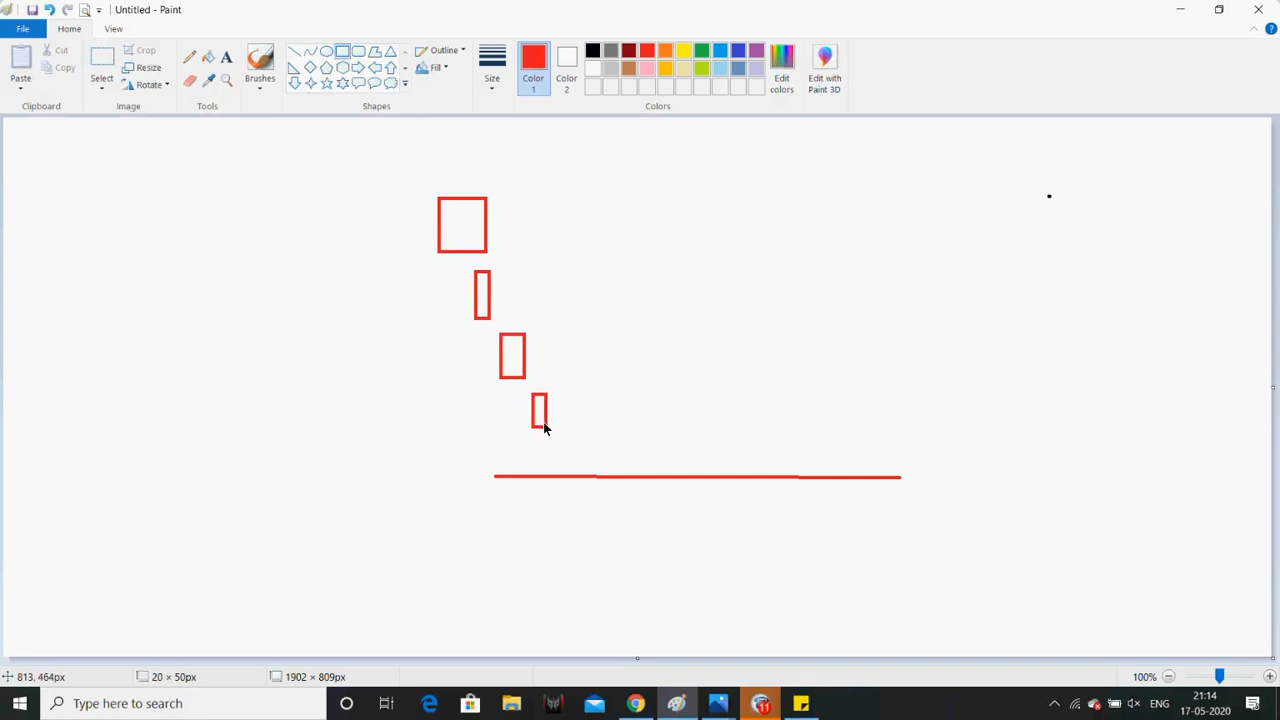 Untitled - Paint
File Home View
Paste
Cut
Copy
Clipboard
Select
Crop
Resize
Rotate
Image
A
Tools
Brushes
Outline
Fill
Shapes
Size
Color 1
Color 2
Edit colors
Colors
Edit with Paint 3D
813, 464px
20 × 50px
1902 × 809px
100%
Type here to search
11
ENG
21:14
17-05-2020